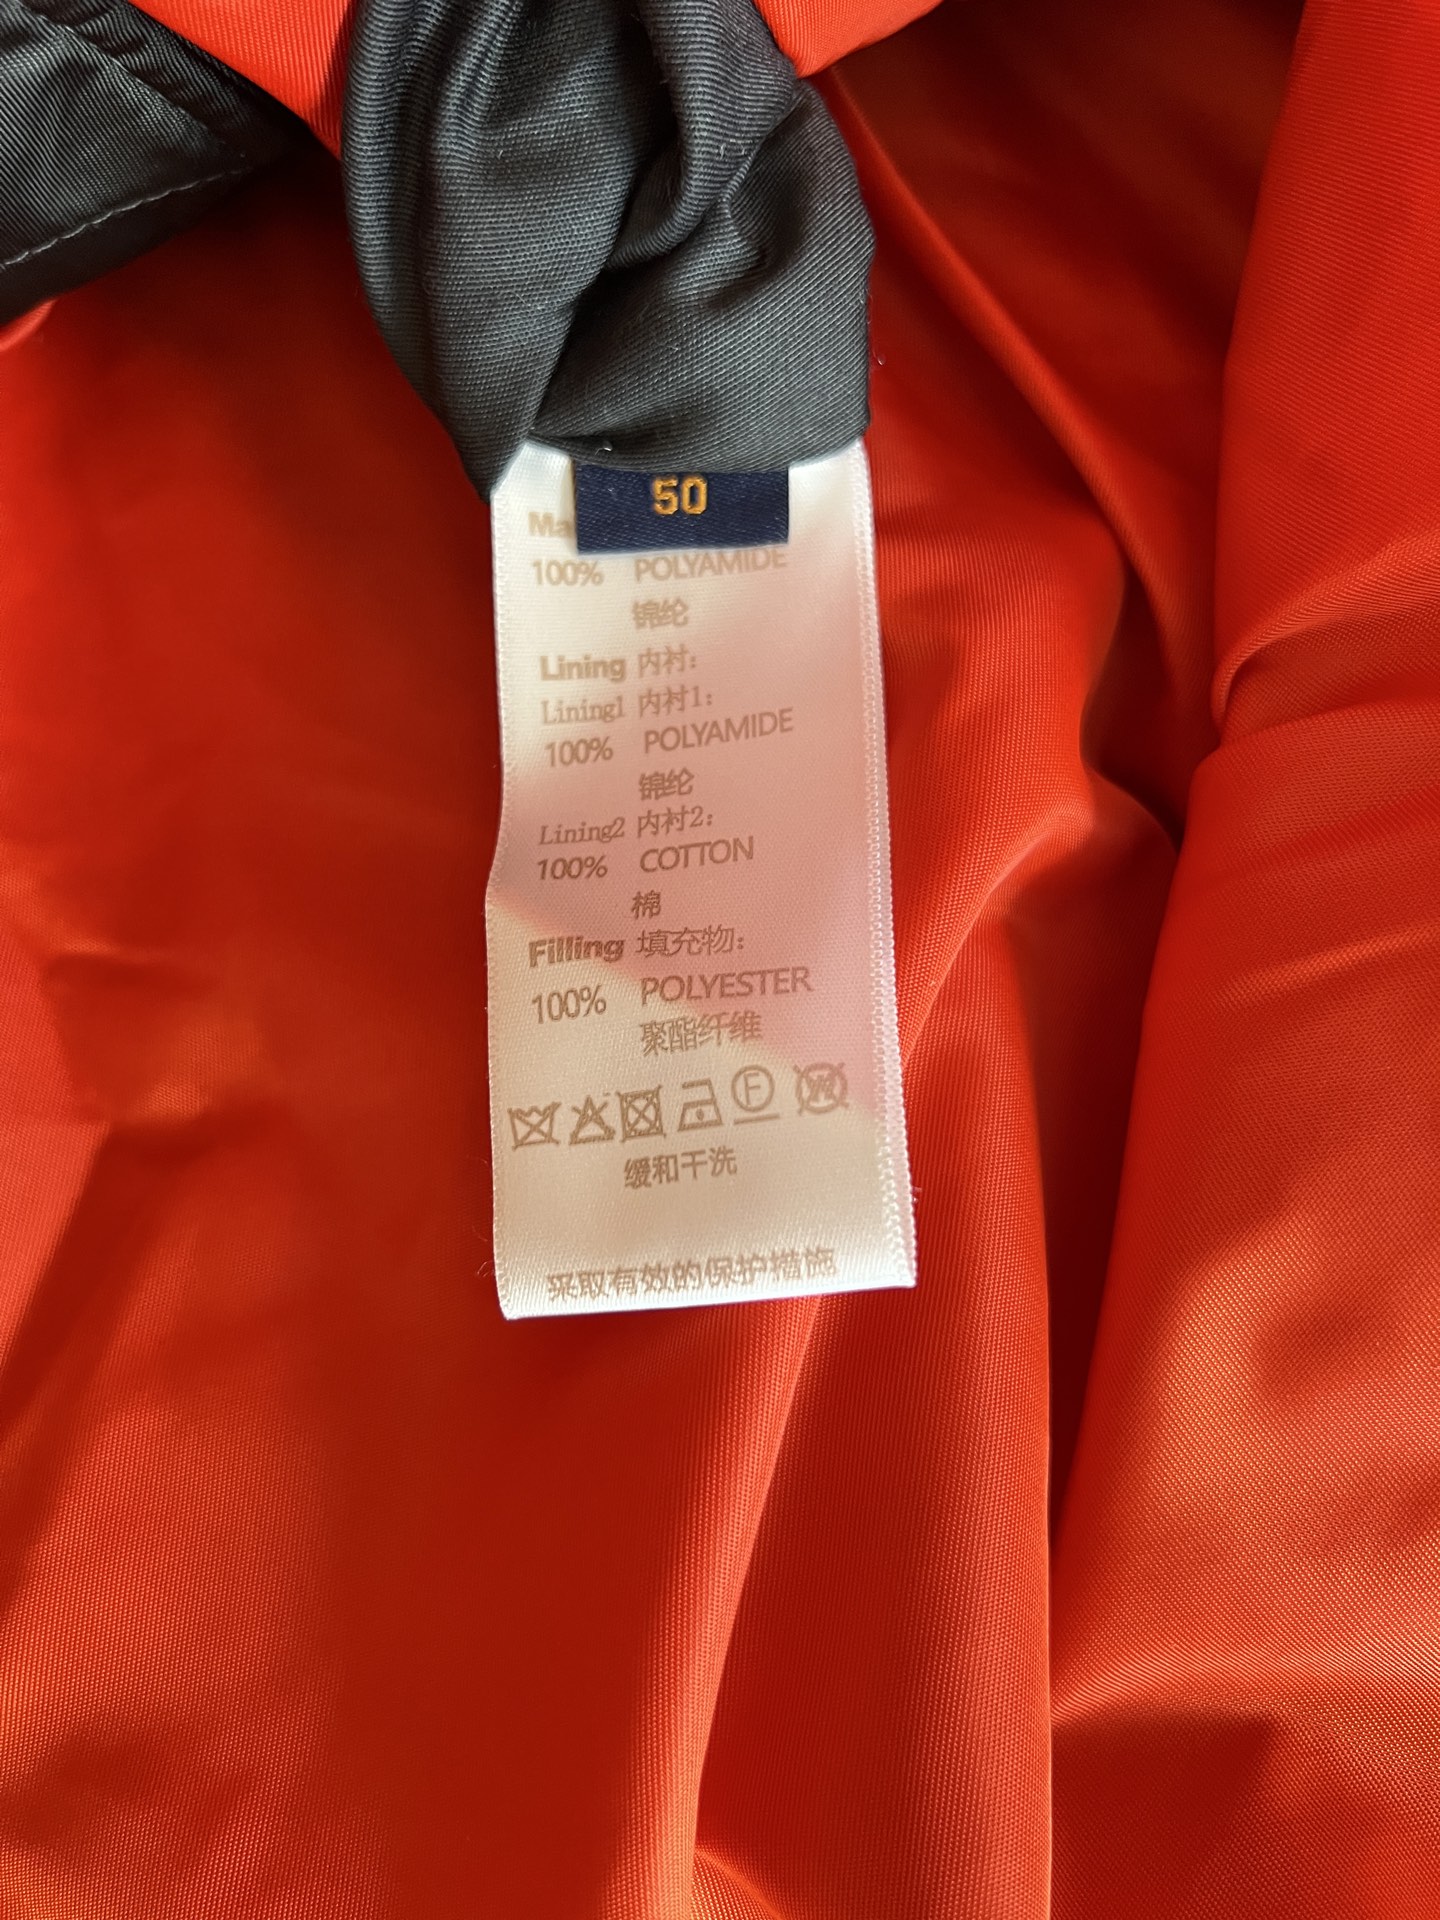 50
Ma
100% POLYAMIDE
锦纶
Lining 内衬:
Lining1 内衬1:
100% POLYAMIDE
锦纶
Lining2 内衬2:
100% COTTON
棉
Filling 填充物:
100% POLYESTER
聚酯纤维
F W
缓和干洗
采取有效的保护措施